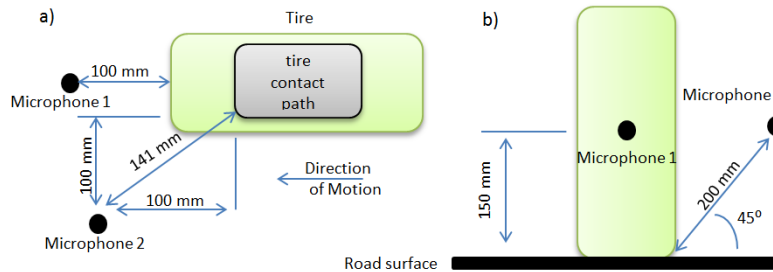 a)
Tire
b)
100 mm
tire
contact
path
Microphone 1
100 mm
141 mm
100 mm
Direction
of Motion
Microphone 2
Microphone
Microphone 1
150 mm
200 mm
45⁰
Road surface